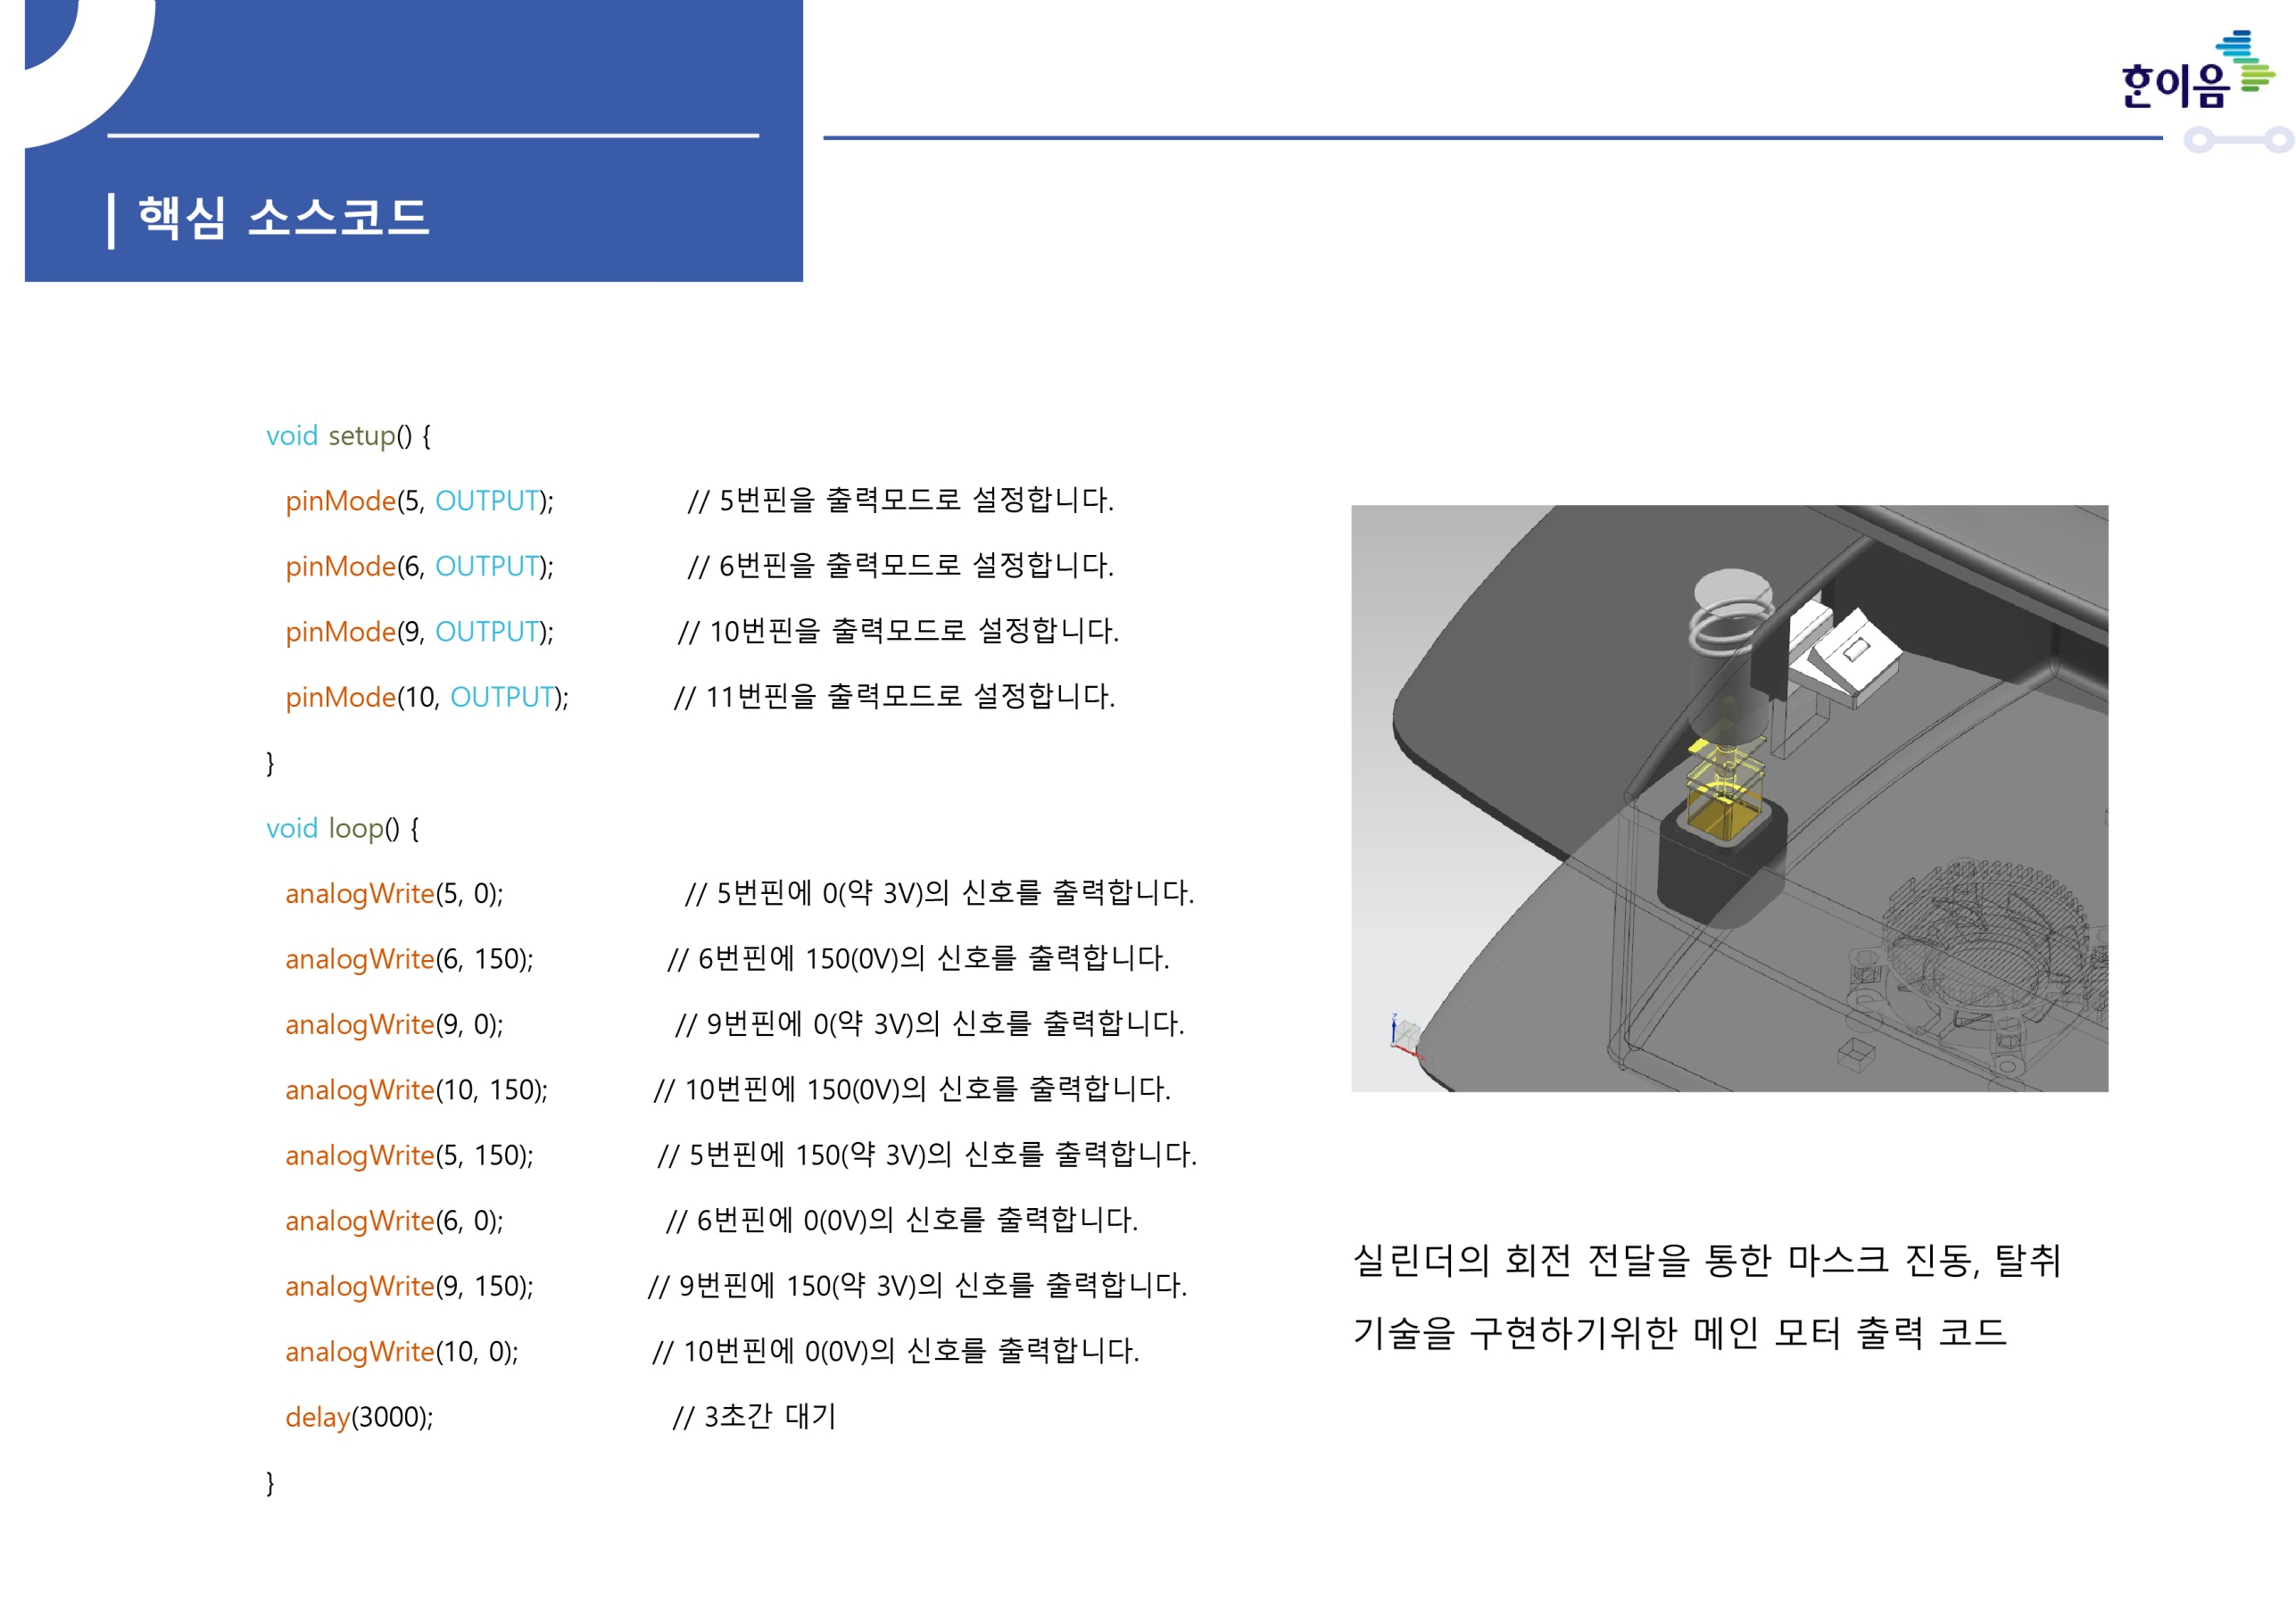 한이음
| 핵심 소스코드
void setup() {
pinMode(5, OUTPUT); // 5번핀을 출력모드로 설정합니다.
pinMode(6, OUTPUT); // 6번핀을 출력모드로 설정합니다.
pinMode(9, OUTPUT); // 10번핀을 출력모드로 설정합니다.
pinMode(10, OUTPUT); // 11번핀을 출력모드로 설정합니다.
}
void loop() {
analogWrite(5, 0); // 5번핀에 0(약 3V)의 신호를 출력합니다.
analogWrite(6, 150); // 6번핀에 150(0V)의 신호를 출력합니다.
analogWrite(9, 0); // 9번핀에 0(약 3V)의 신호를 출력합니다.
analogWrite(10, 150); // 10번핀에 150(0V)의 신호를 출력합니다.
analogWrite(5, 150); // 5번핀에 150(약 3V)의 신호를 출력합니다.
analogWrite(6, 0); // 6번핀에 0(0V)의 신호를 출력합니다.
analogWrite(9, 150); // 9번핀에 150(약 3V)의 신호를 출력합니다.
analogWrite(10, 0); // 10번핀에 0(0V)의 신호를 출력합니다.
delay(3000); // 3초간 대기
}
Z
실린더의 회전 전달을 통한 마스크 진동, 탈취
기술을 구현하기위한 메인 모터 출력 코드